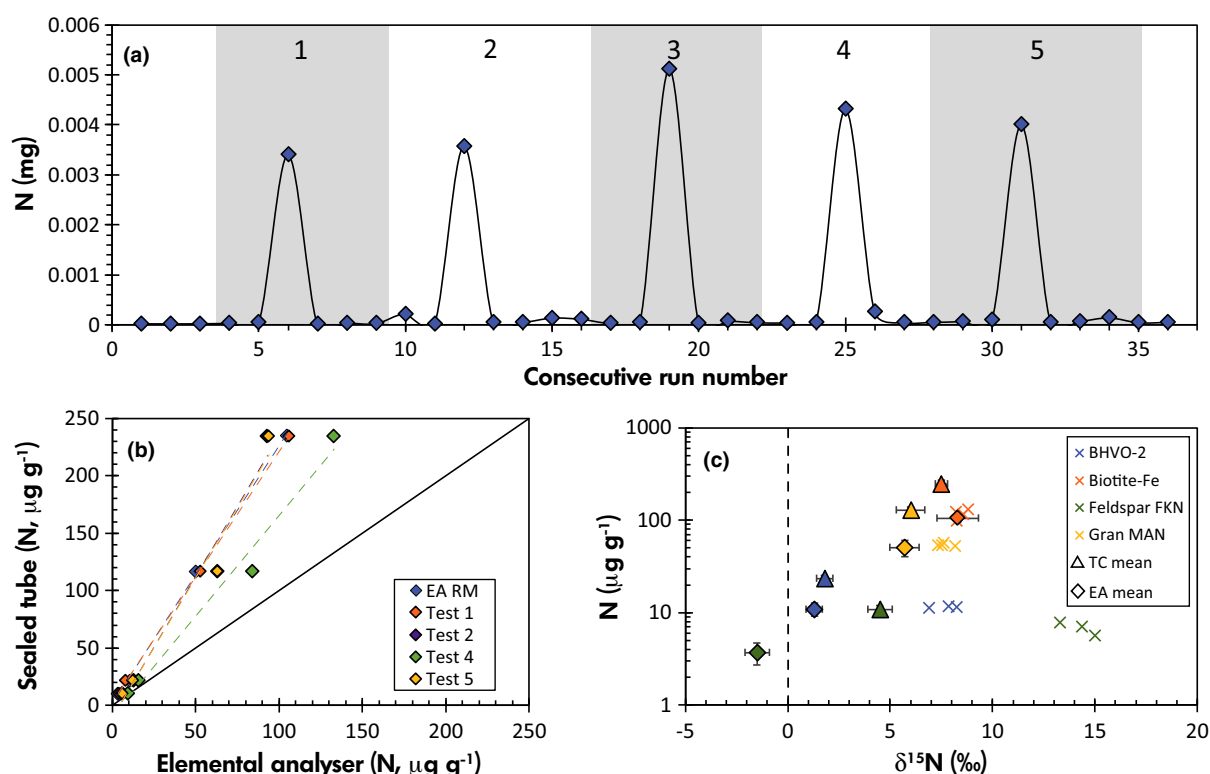 (a)
1 2 3 4 5
N (mg)
0.006
0.005
0.004
0.003
0.002
0.001
0
0 5 10 15 20 25 30 35
Consecutive run number
(b)
Sealed tube (N, µg g⁻¹)
250
200
150
100
50
0
0 50 100 150 200 250
Elemental analyser (N, µg g⁻¹)
EA RM
Test 1
Test 2
Test 4
Test 5
(c)
N (µg g⁻¹)
1000
100
10
1
-5 0 5 10 15 20
δ¹⁵N (‰)
BHVO-2
Biotite-Fe
Feldspar FKN
Gran MAN
TC mean
EA mean